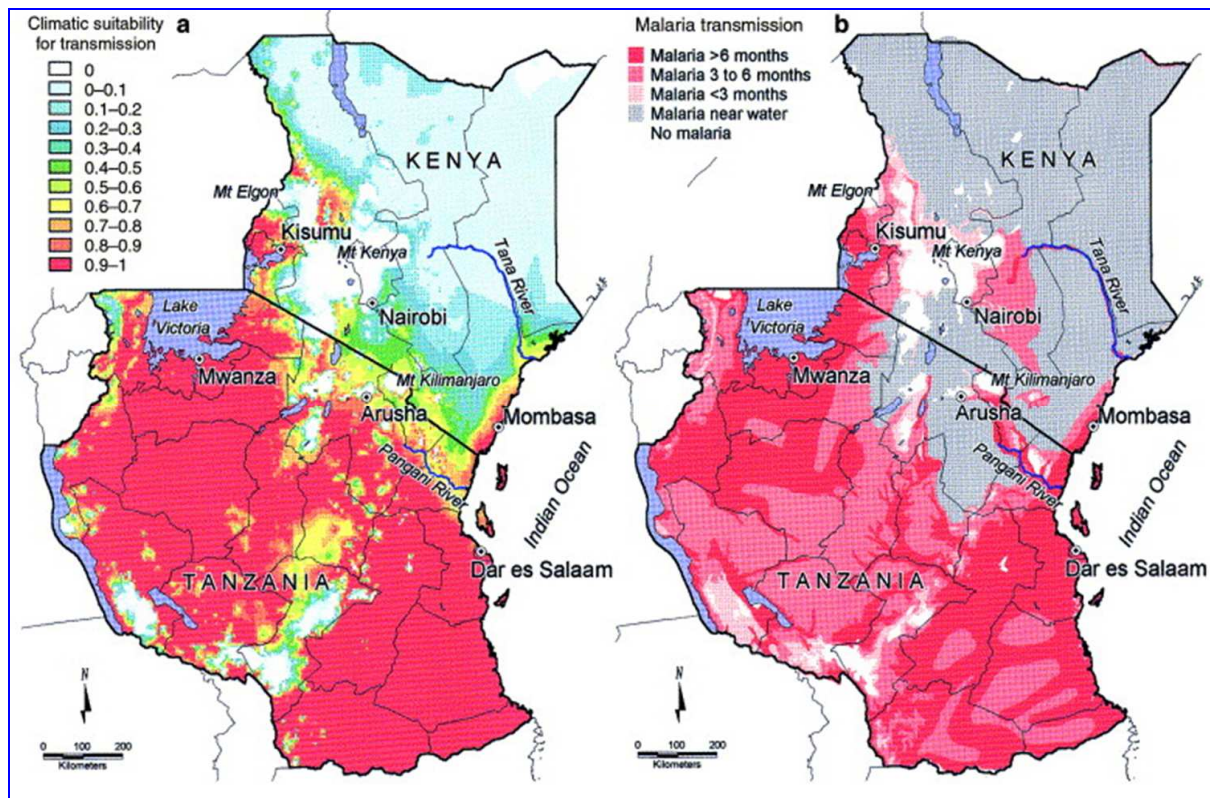 Climatic suitability
for transmission
a
0
0–0.1
0.1–0.2
0.2–0.3
0.3–0.4
0.4–0.5
0.5–0.6
0.6–0.7
0.7–0.8
0.8–0.9
0.9–1
KENYA
Mt Elgon
Kisumu
Mt Kenya
Tana River
Lake
Victoria
Nairobi
Mwanza
Mt Kilimanjaro
Arusha
Mombasa
Pangani River
Indian Ocean
TANZANIA
Dar es Salaam
N
0 100 200
Kilometers
Malaria transmission
b
Malaria >6 months
Malaria 3 to 6 months
Malaria <3 months
Malaria near water
No malaria
KENYA
Mt Elgon
Kisumu
Mt Kenya
Tana River
Lake
Victoria
Nairobi
Mwanza
Mt Kilimanjaro
Arusha
Mombasa
Pangani River
Indian Ocean
TANZANIA
Dar es Salaam
N
0 100 200
Kilometers